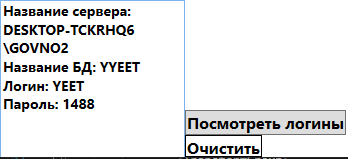 Название сервера:
DESKTOP-TCKRHQ6
\GOVNO2
Название БД: YYEET
Логин: YEET
Пароль: 1488
Посмотреть логины
Очистить